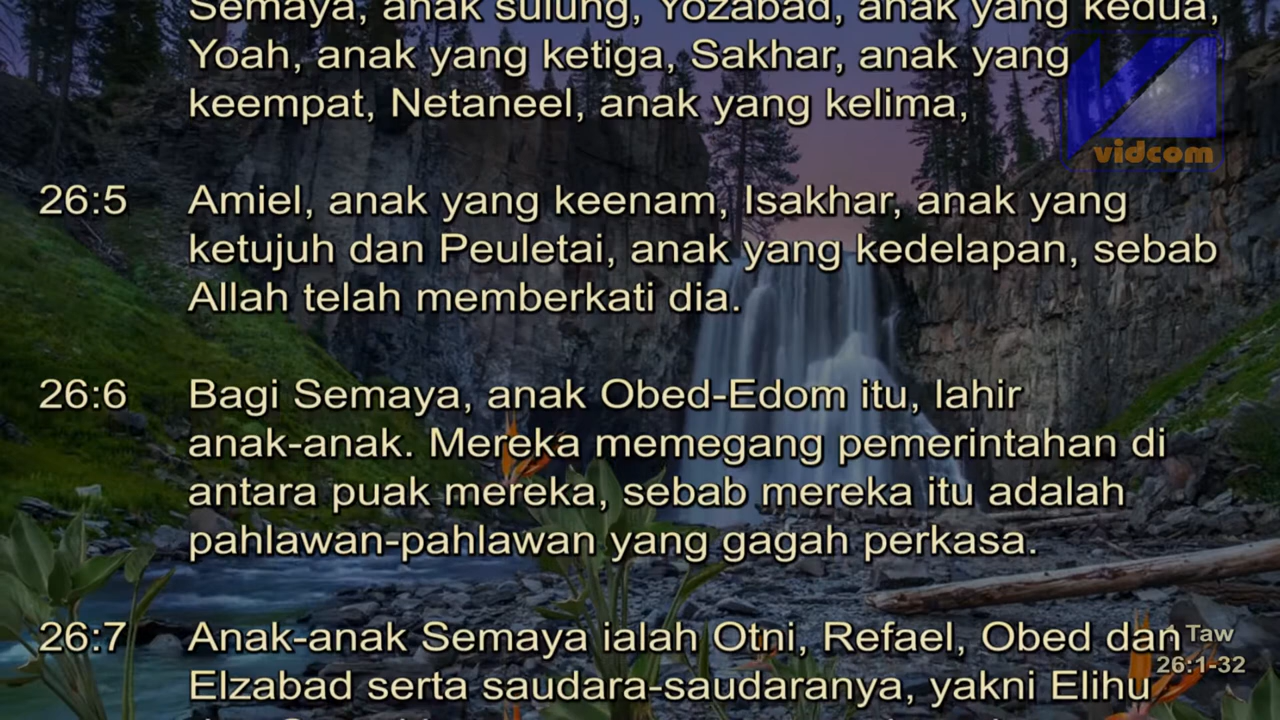 Semaya, anak sulung, Yozabad, anak yang kedua,
Yoah, anak yang ketiga, Sakhar, anak yang
keempat, Netaneel, anak yang kelima,
vidcom
26:5 Amiel, anak yang keenam, Isakhar, anak yang
ketujuh dan Peuletai, anak yang kedelapan, sebab
Allah telah memberkati dia.
26:6 Bagi Semaya, anak Obed-Edom itu, lahir
anak-anak. Mereka memegang pemerintahan di
antara puak mereka, sebab mereka itu adalah
pahlawan-pahlawan yang gagah perkasa.
26:7 Anak-anak Semaya ialah Otni, Refael, Obed dan
Elzabad serta saudara-saudaranya, yakni Elihu
1 Taw
26:1-32